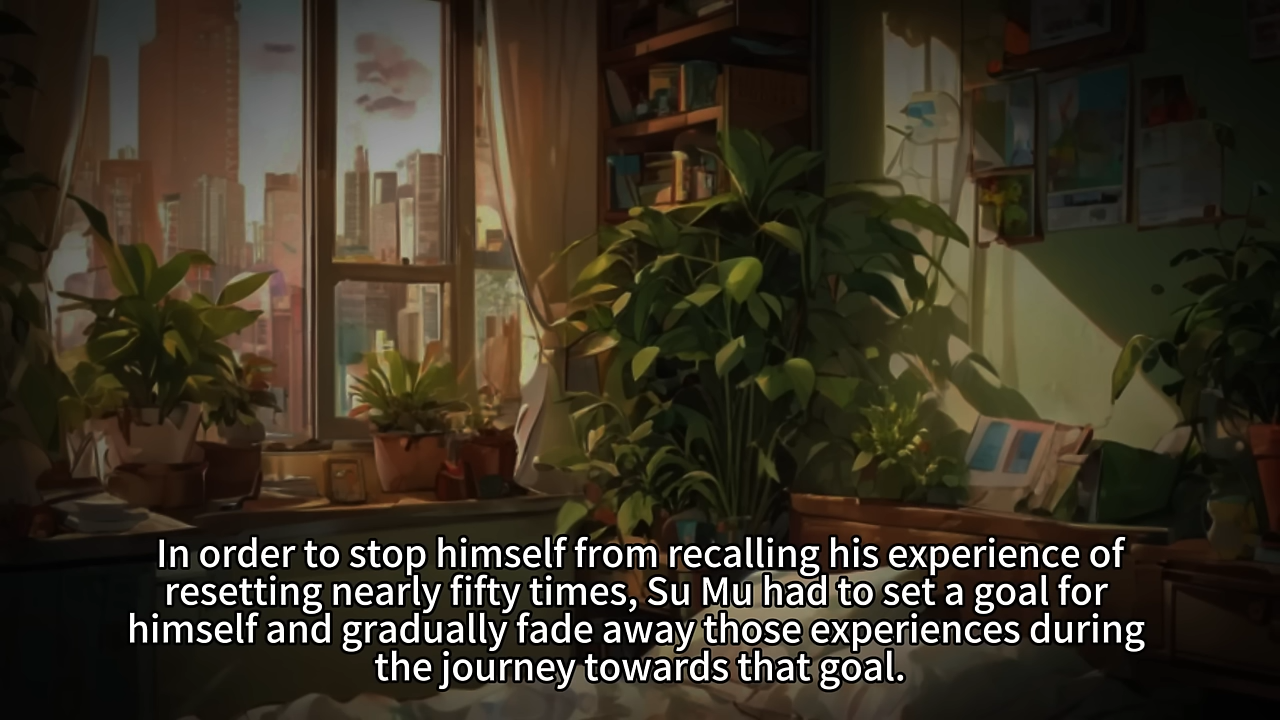 In order to stop himself from recalling his experience of
resetting nearly fifty times, Su Mu had to set a goal for
himself and gradually fade away those experiences during
the journey towards that goal.